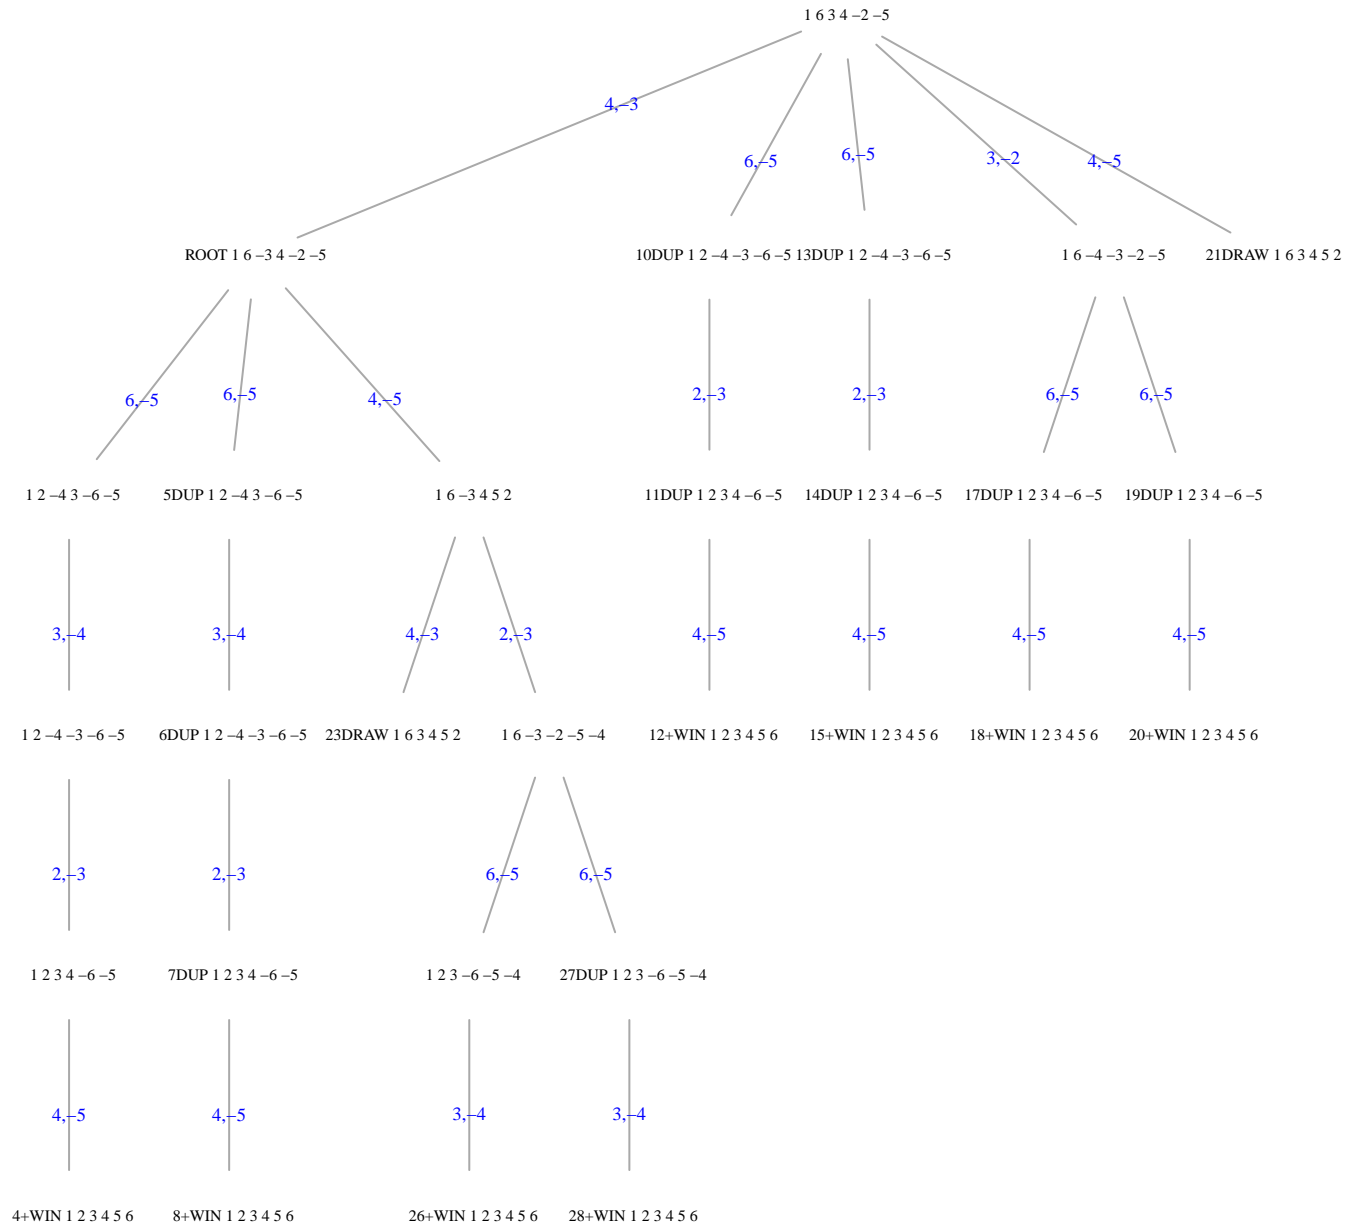 1 6 3 4 −2 −5
4,−3
6,−5
6,−5
3,−2
4,−5
ROOT 1 6 −3 4 −2 −5
10DUP 1 2 −4 −3 −6 −5
13DUP 1 2 −4 −3 −6 −5
1 6 −4 −3 −2 −5
21DRAW 1 6 3 4 5 2
6,−5
6,−5
4,−5
2,−3
2,−3
6,−5
6,−5
1 2 −4 3 −6 −5
5DUP 1 2 −4 3 −6 −5
1 6 −3 4 5 2
11DUP 1 2 3 4 −6 −5
14DUP 1 2 3 4 −6 −5
17DUP 1 2 3 4 −6 −5
19DUP 1 2 3 4 −6 −5
3,−4
3,−4
4,−3
2,−3
4,−5
4,−5
4,−5
4,−5
1 2 −4 −3 −6 −5
6DUP 1 2 −4 −3 −6 −5
23DRAW 1 6 3 4 5 2
1 6 −3 −2 −5 −4
12+WIN 1 2 3 4 5 6
15+WIN 1 2 3 4 5 6
18+WIN 1 2 3 4 5 6
20+WIN 1 2 3 4 5 6
2,−3
2,−3
6,−5
6,−5
1 2 3 4 −6 −5
7DUP 1 2 3 4 −6 −5
1 2 3 −6 −5 −4
27DUP 1 2 3 −6 −5 −4
4,−5
4,−5
3,−4
3,−4
4+WIN 1 2 3 4 5 6
8+WIN 1 2 3 4 5 6
26+WIN 1 2 3 4 5 6
28+WIN 1 2 3 4 5 6